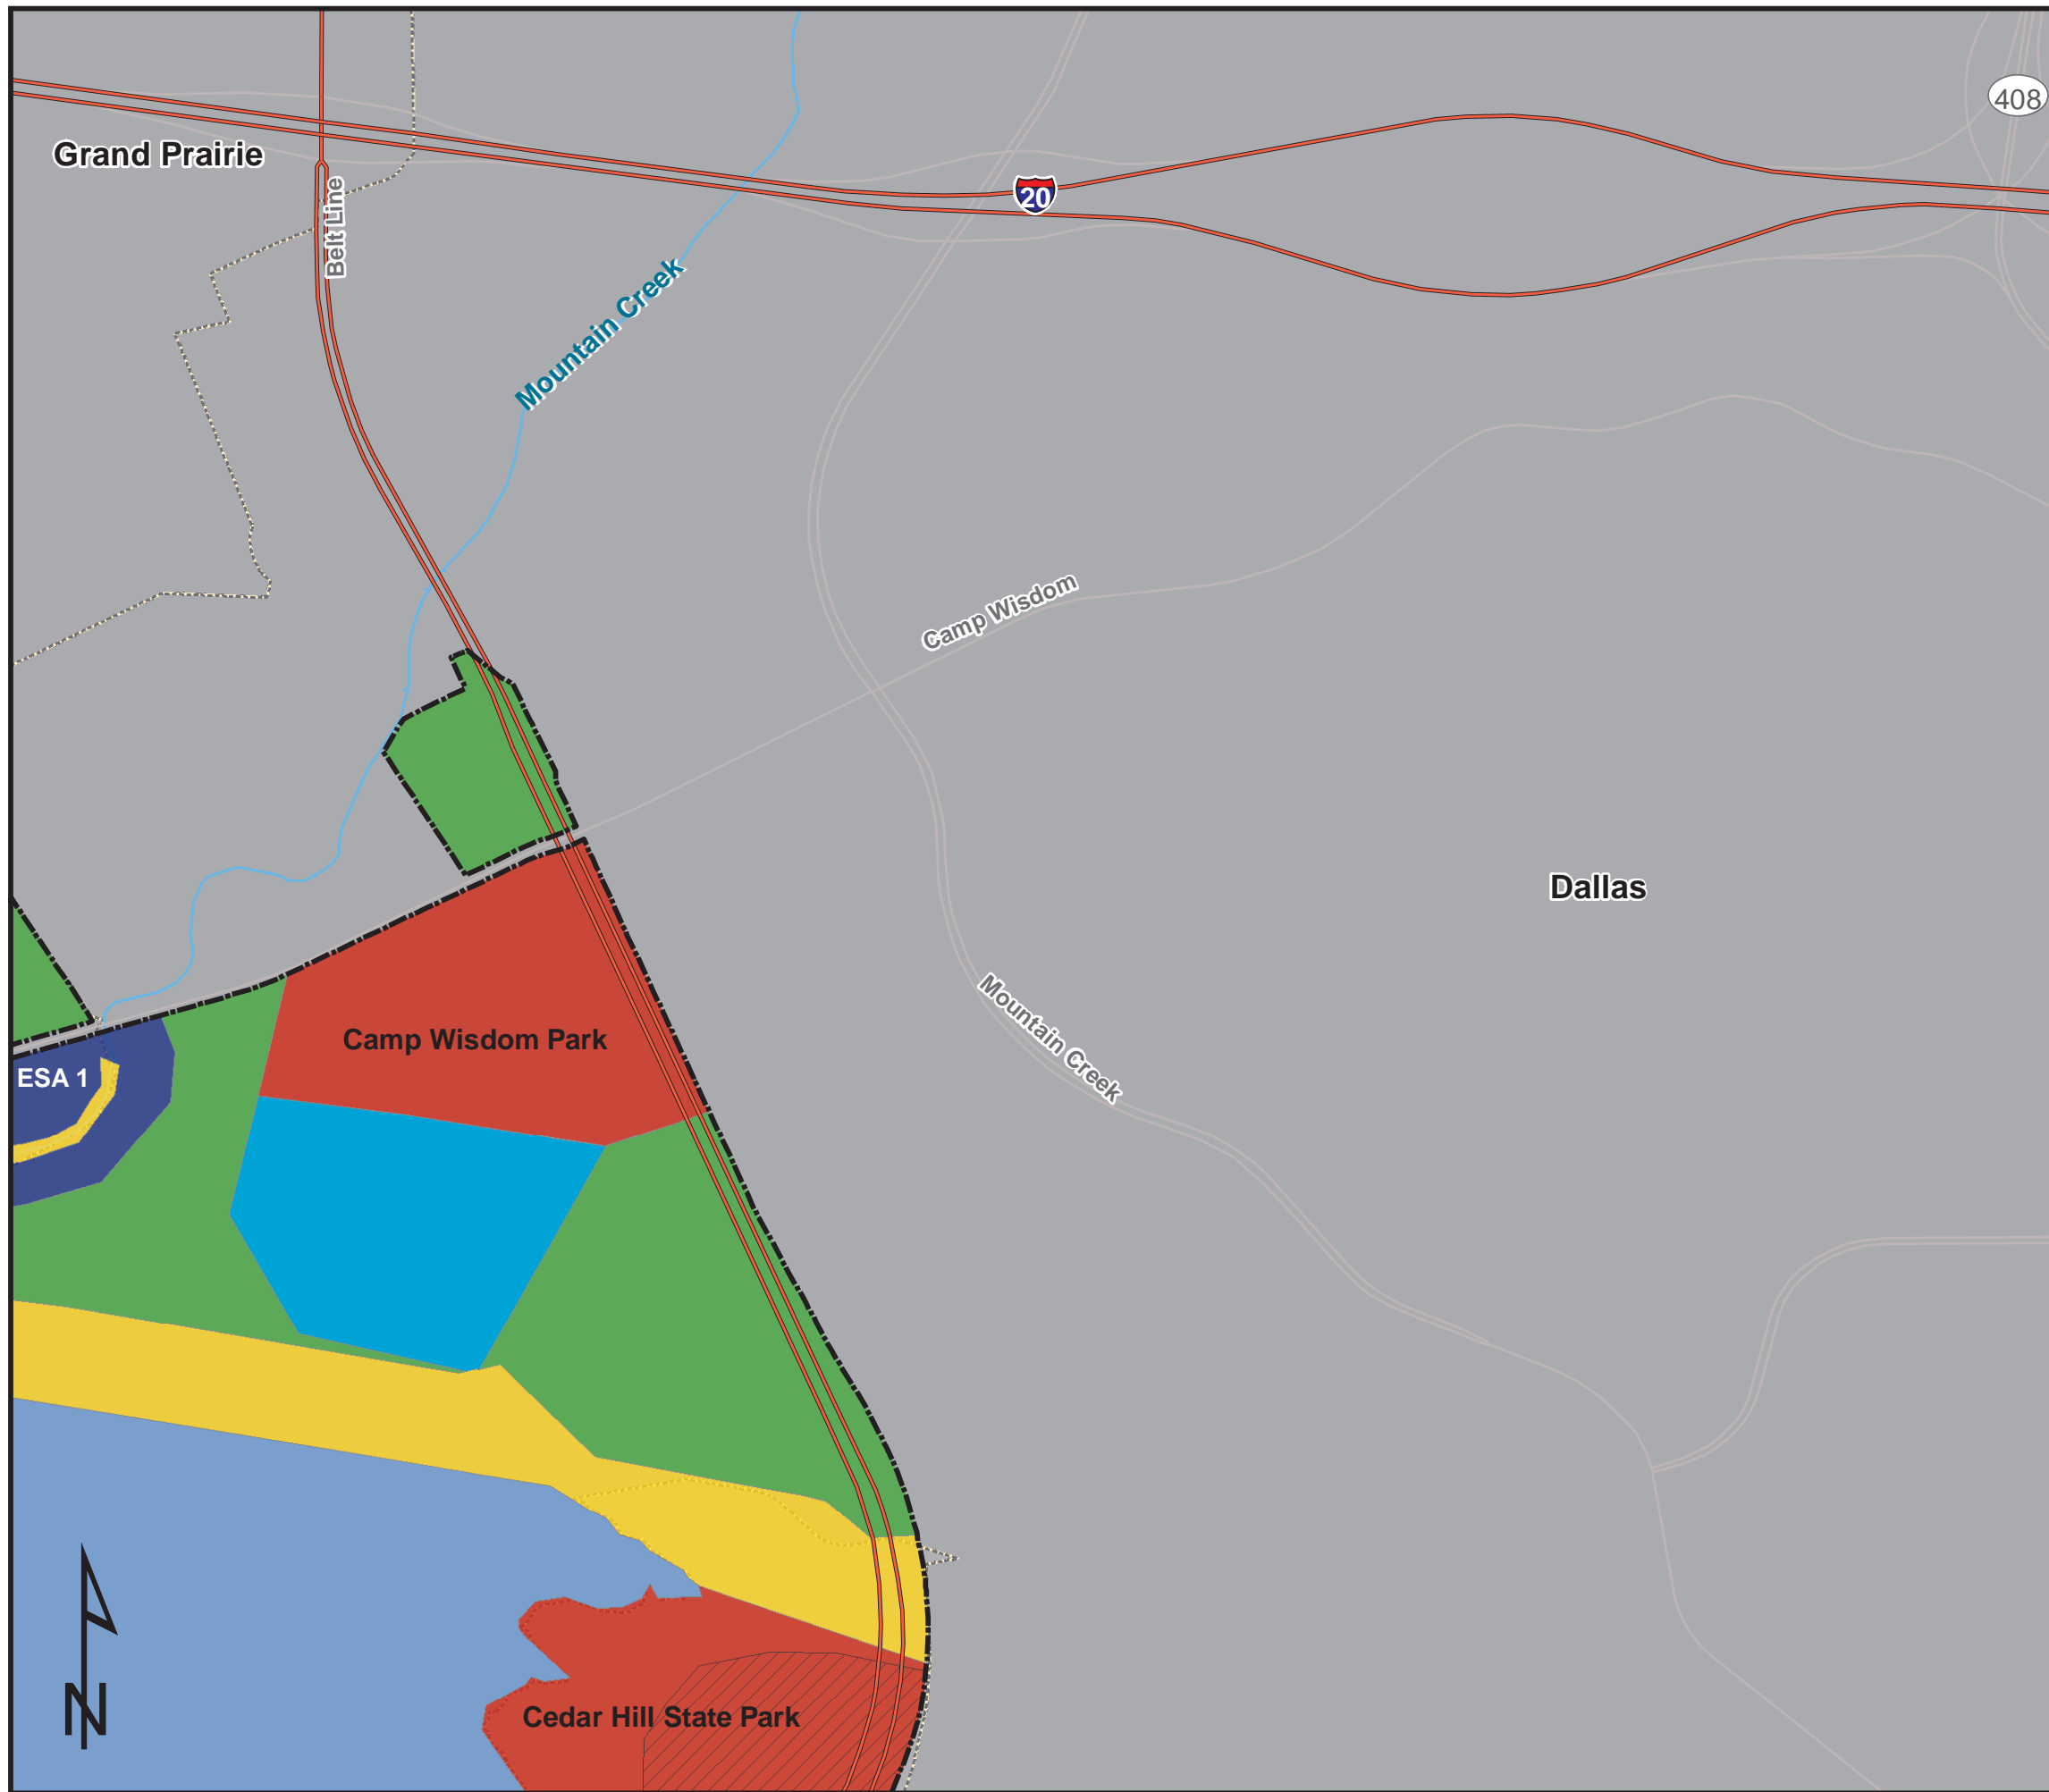 408
Grand Prairie
Belt Line
20
Mountain Creek
Camp Wisdom
Dallas
Mountain Creek
Camp Wisdom Park
ESA 1
Cedar Hill State Park
N